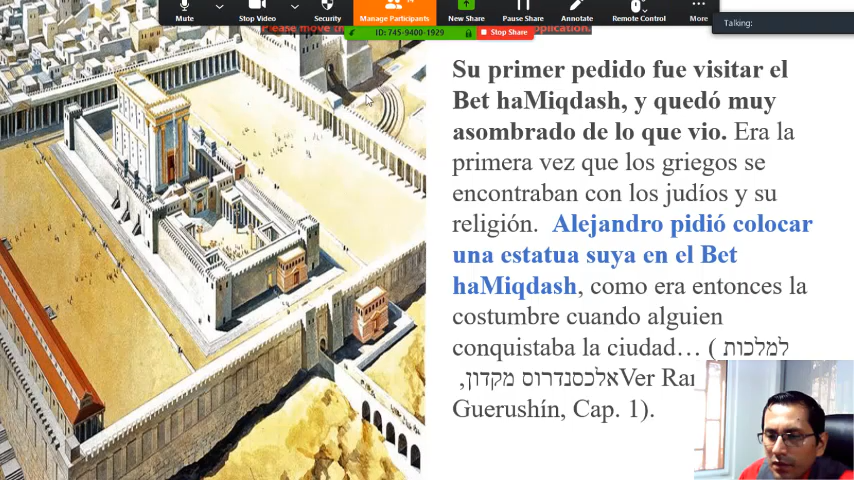 Mute
Stop Video
Security
Manage Participants
New Share
Pause Share
Annotate
Remote Control
More
Talking:
Please move th
plication.
ID: 745-9400-1929
Stop Share
Su primer pedido fue visitar el
Bet haMiqdash, y quedó muy
asombrado de lo que vio. Era la
primera vez que los griegos se
encontraban con los judíos y su
religión. Alejandro pidió colocar
una estatua suya en el Bet
haMiqdash, como era entonces la
costumbre cuando alguien
conquistaba la ciudad… ( למלכות
אלכסנדרוס מקדון, Ver
Guerushín, Cap. 1).